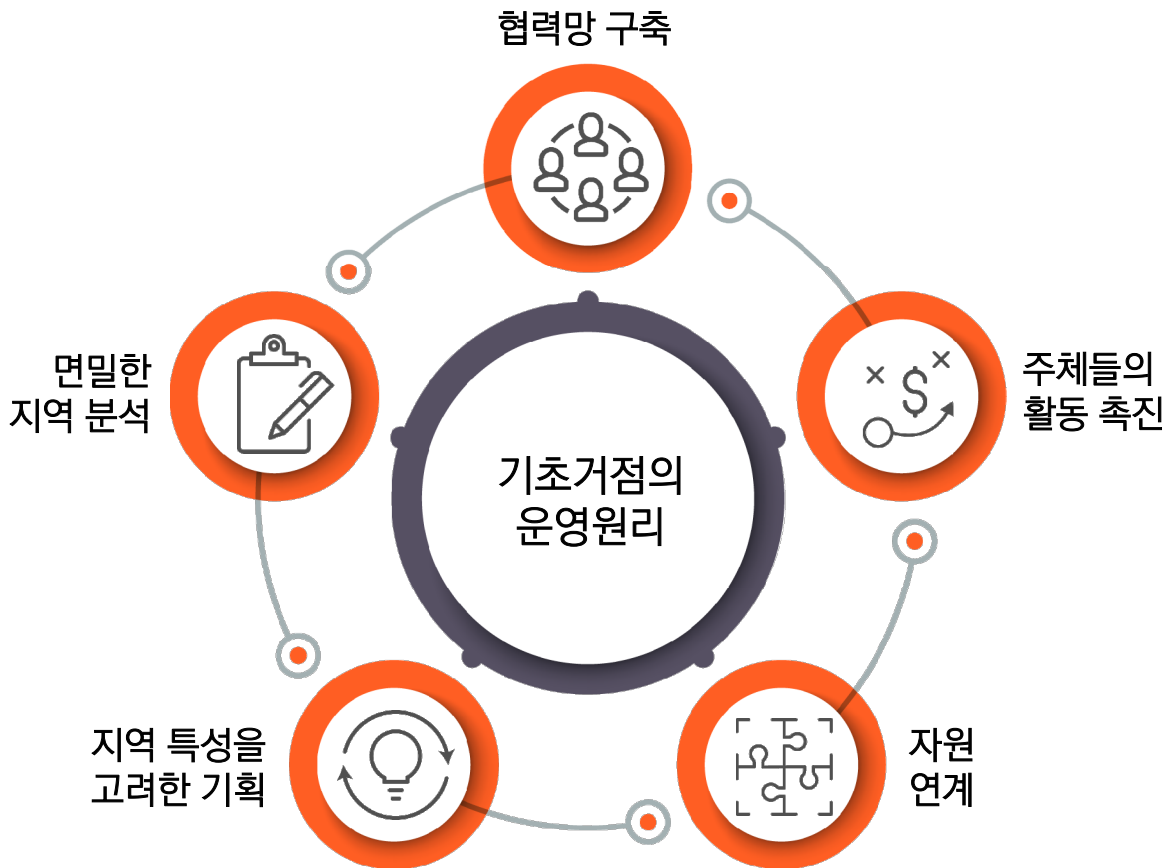 협력망 구축
면밀한
지역 분석
주체들의
활동 촉진
기초거점의
운영원리
지역 특성을
고려한 기획
자원
연계